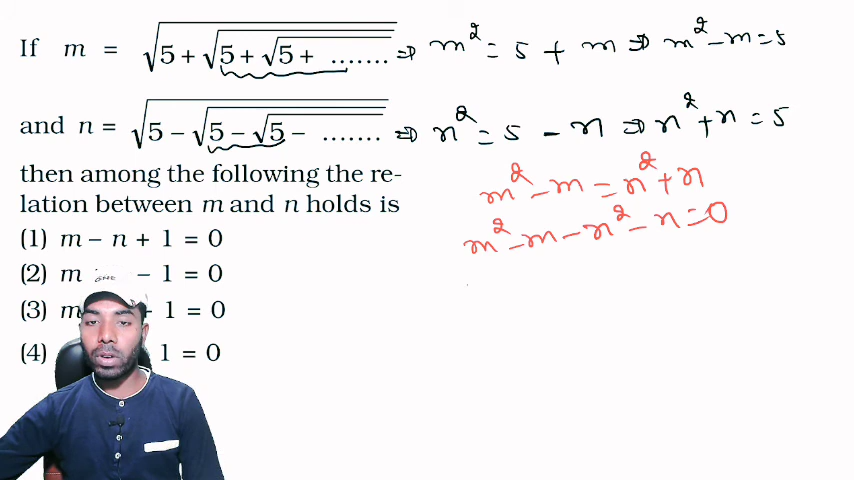 If m = √5 + √5 + √5 + ....... ⇒ m² = 5 + m ⇒ m² - m = 5
and n = √5 − √5 − √5 − ....... ⇒ n² = 5 - n ⇒ n² + n = 5
then among the following the re-
lation between m and n holds is
m² - m = n² + n
m² - m - n² - n = 0
(1) m − n + 1 = 0
(2) m − 1 = 0
(3) m 1 = 0
(4) 1 = 0